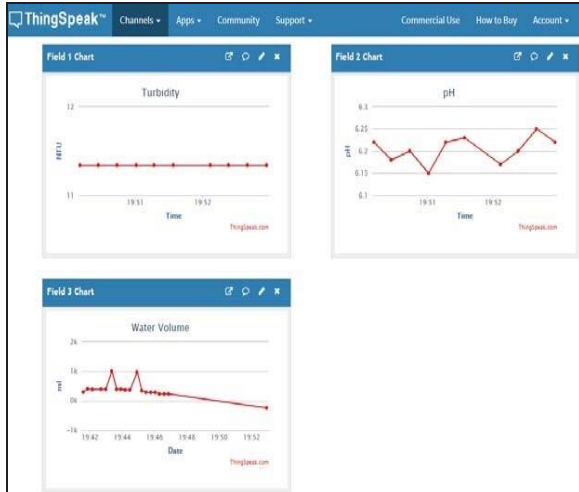 ThingSpeak™ Channels Apps Community Support Commercial Use How to Buy Account
Field 1 Chart
Turbidity
12
NTU
11
19:51 19:52
Time
ThingSpeak.com
Field 2 Chart
pH
6.3
6.25
6.2
6.15
6.1
pH
19:51 19:52
Time
ThingSpeak.com
Field 3 Chart
Water Volume
2k
1k
0k
-1k
ml
19:42 19:44 19:46 19:48 19:50 19:52
Date
ThingSpeak.com